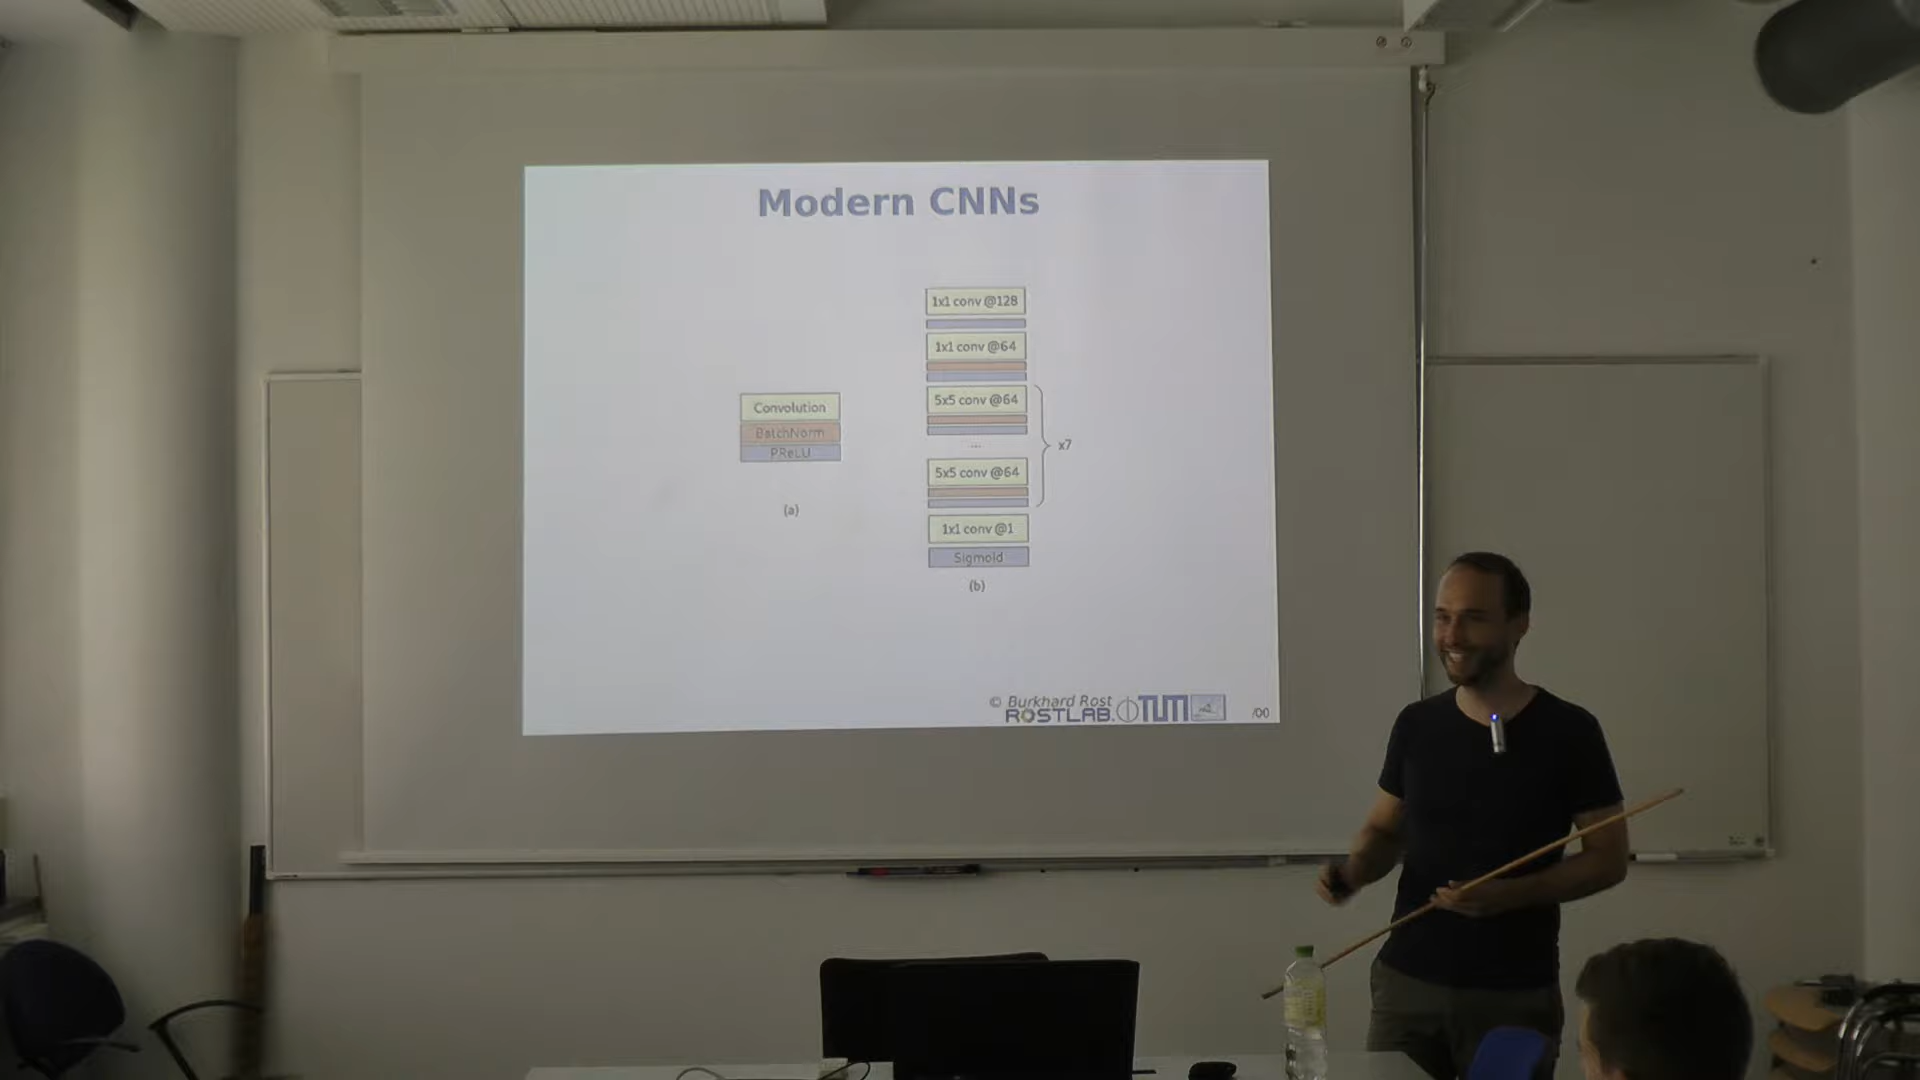 Modern CNNs
Convolution
BatchNorm
PReLU
(a)
1x1 conv @128
1x1 conv @64
5x5 conv @64
...
5x5 conv @64
x7
1x1 conv @1
Sigmoid
(b)
© Burkhard Rost
ROSTLAB. TUM
/00